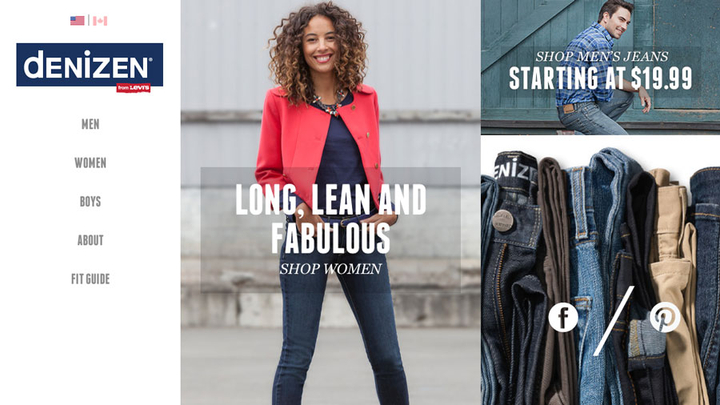 DENiZEN®
from LEVI'S
MEN
WOMEN
BOYS
ABOUT
FIT GUIDE
LONG, LEAN AND
FABULOUS
SHOP WOMEN
SHOP MEN'S JEANS
STARTING AT $19.99
ENiZ
f